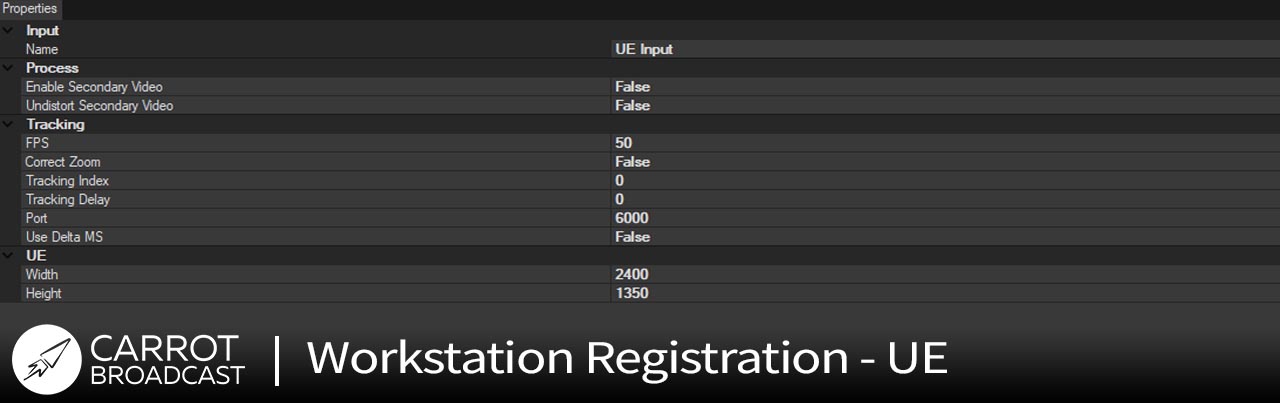 Properties
Input
Name UE Input
Process
Enable Secondary Video False
Undistort Secondary Video False
Tracking
FPS 50
Correct Zoom False
Tracking Index 0
Tracking Delay 0
Port 6000
Use Delta MS False
UE
Width 2400
Height 1350
CARROT
BROADCAST
Workstation Registration - UE